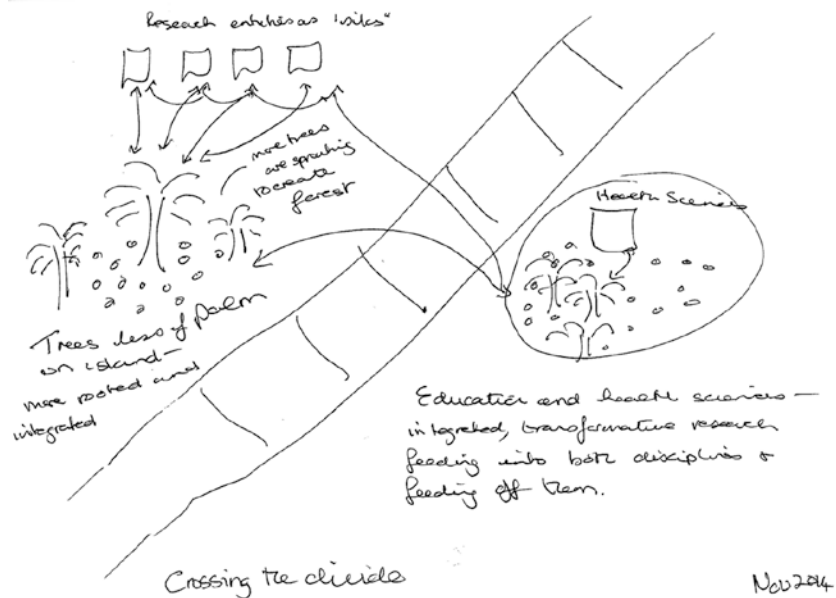 Research entities as "silos"
more trees
are sprouting
to create
forest
Health Sciences
Trees less of palm
on island –
more rooted and
integrated
Education and health sciences –
integrated, transformative research
feeding into both disciplines &
feeding off them.
Crossing the divide
Nov 2014